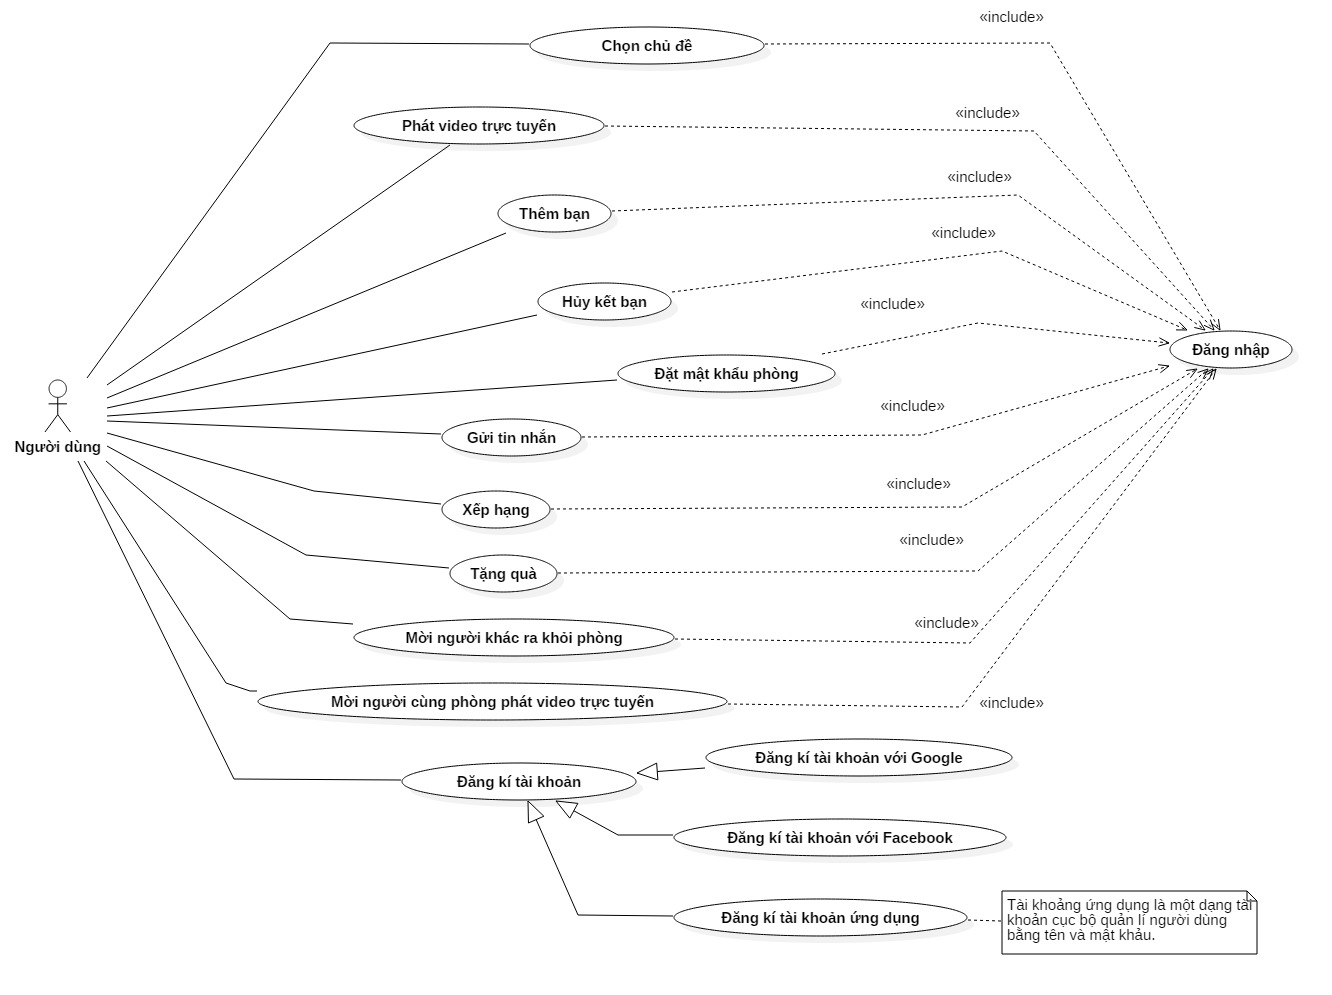 «include»
Chọn chủ đề
«include»
Phát video trực tuyến
«include»
Thêm bạn
«include»
Hủy kết bạn
«include»
Đăng nhập
Đặt mật khẩu phòng
«include»
Gửi tin nhắn
Người dùng
«include»
Xếp hạng
«include»
Tặng quà
«include»
Mời người khác ra khỏi phòng
«include»
Mời người cùng phòng phát video trực tuyến
Đăng kí tài khoản với Google
Đăng kí tài khoản
Đăng kí tài khoản với Facebook
Đăng kí tài khoản ứng dụng
Tài khoảng ứng dụng là một dạng tài
khoản cục bộ quản lí người dùng
bằng tên và mật khẩu.
«include»